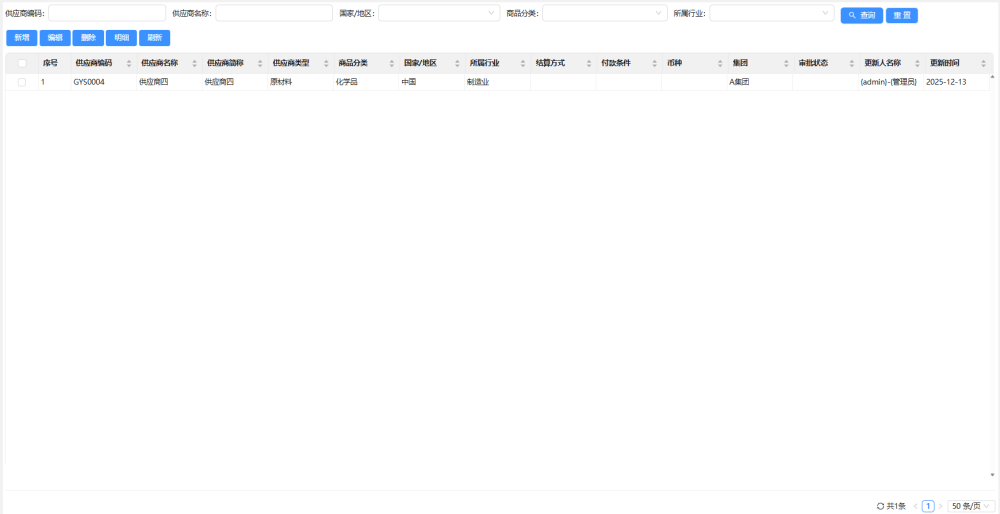 供应商编码: 供应商名称: 国家/地区: 商品分类: 所属行业: 查询 重置
新增 编辑 删除 明细 刷新
序号 供应商编码 供应商名称 供应商简称 供应商类型 商品分类 国家/地区 所属行业 结算方式 付款条件 币种 集团 审批状态 更新人名称 更新时间
1 GYS0004 供应商四 供应商四 原材料 化学品 中国 制造业 A集团 (admin)-(管理员) 2025-12-13
共1条 1 50 条/页